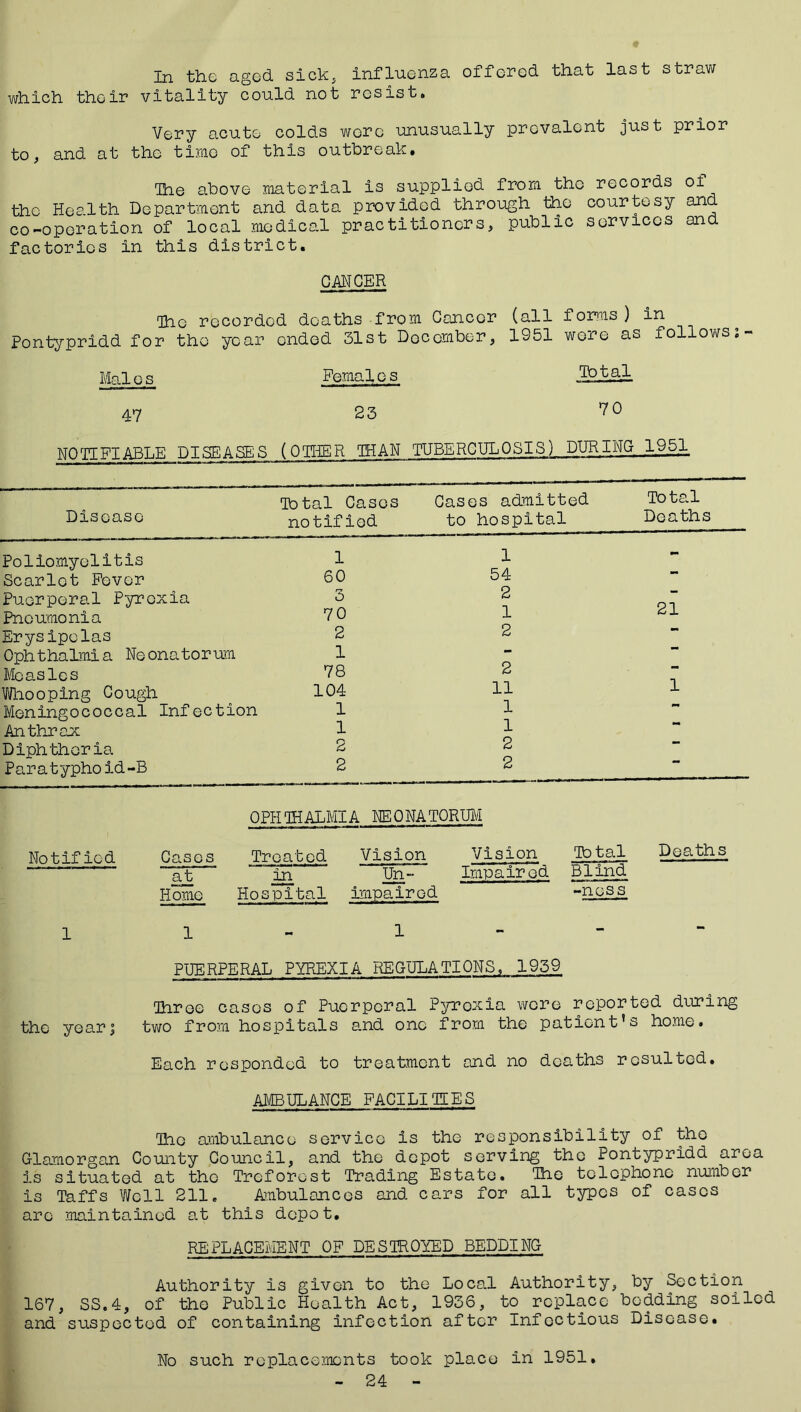 In the aged sick, influenza offered that last straw
which their vitality could not resist.
Very acute colds were unusually prevalent just prior
to, and at the time of this outbreak.
The above material is supplied from the records of
the Health Department and data provided through the courtesy and
co-operation of local medical practitioners, public services and
factories in this district.
CANCER
The recorded deaths from Cancer (all forms) in
Pontypridd for the year ended 31st December, 1951 were as follows:-
Males Females Total
47 23 70
NOTIFIABLE DISEASES (OTHER THAN TUBERCULOSIS) DURING 1951
Disease Total Cases notified Cases admitted to hospital Total Deaths
Poliomyelitis 1 1 -
Scarlet Fever 60 54 -
Puerperal Pyrexia 3 2 -
Pneumonia 70 1 21
Erysipelas 2 2 -
Ophthalmia Neonatorum 1 - -
Measles 78 2 -
Whooping Cough 104 11 1
Meningococcal Infection 1 1 -
Anthrax 1 1 -
Diphtheria 2 2 -
Paratyphoid-B 2 2 -
OPHTHALMIA NEONATORUM
Notified Cases Treated Vision Vision Total Deaths
at in Un- Impaired Blind
Home Hospital impaired -ness
1 1 - 1 - - -
PUERPERAL PYREXIA REGULATIONS, 1939
Three cases of Puerperal Pyrexia were reported during
the year; two from hospitals and one from the patient's home.
Each responded to treatment and no deaths resulted.
AMBULANCE FACILITIES
The ambulance service is the responsibility of the
Glamorgan County Council, and the depot serving the Pontypridd area
is situated at the Treforest Trading Estate. The telephone number
is Taffs Well 211. Ambulances and cars for all types of cases
are maintained at this depot.
REPLACEMENT OF DESTROYED BEDDING
Authority is given to the Local Authority, by Section
167, SS.4, of the Public Health Act, 1936, to replace bedding soiled
and suspected of containing infection after Infectious Disease.
No such replacements took place in 1951.
- 24 -